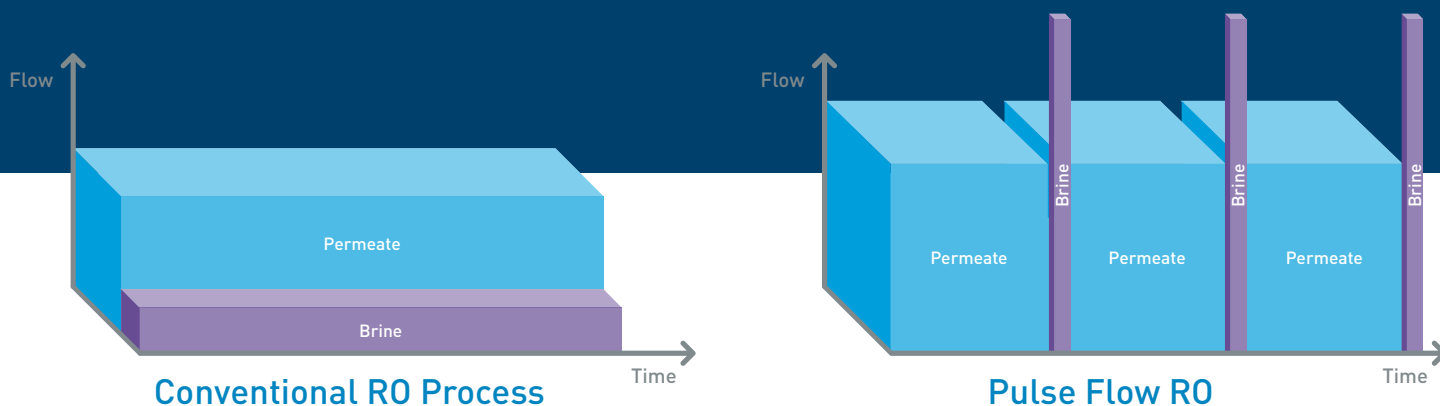 Flow
Permeate
Brine
Time
Conventional RO Process
Flow
Brine
Brine
Brine
Permeate
Permeate
Permeate
Time
Pulse Flow RO